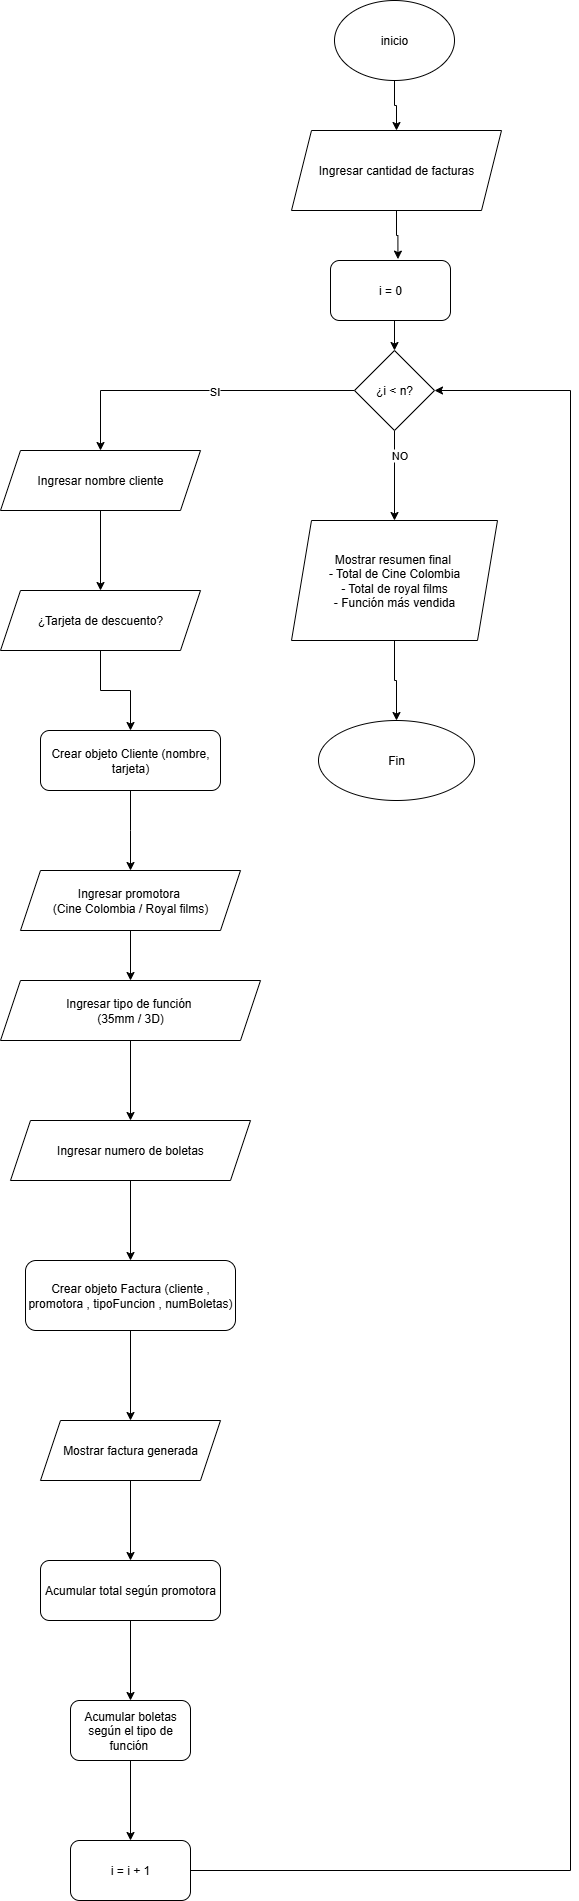 inicio
Ingresar cantidad de facturas
i = 0
¿i < n?
SI
NO
Ingresar nombre cliente
¿Tarjeta de descuento?
Crear objeto Cliente (nombre,
tarjeta)
Ingresar promotora
(Cine Colombia / Royal films)
Ingresar tipo de función
(35mm / 3D)
Ingresar numero de boletas
Crear objeto Factura (cliente ,
promotora , tipoFuncion , numBoletas)
Mostrar factura generada
Acumular total según promotora
Acumular boletas
según el tipo de
función
i = i + 1
Mostrar resumen final
- Total de Cine Colombia
- Total de royal films
- Función más vendida
Fin